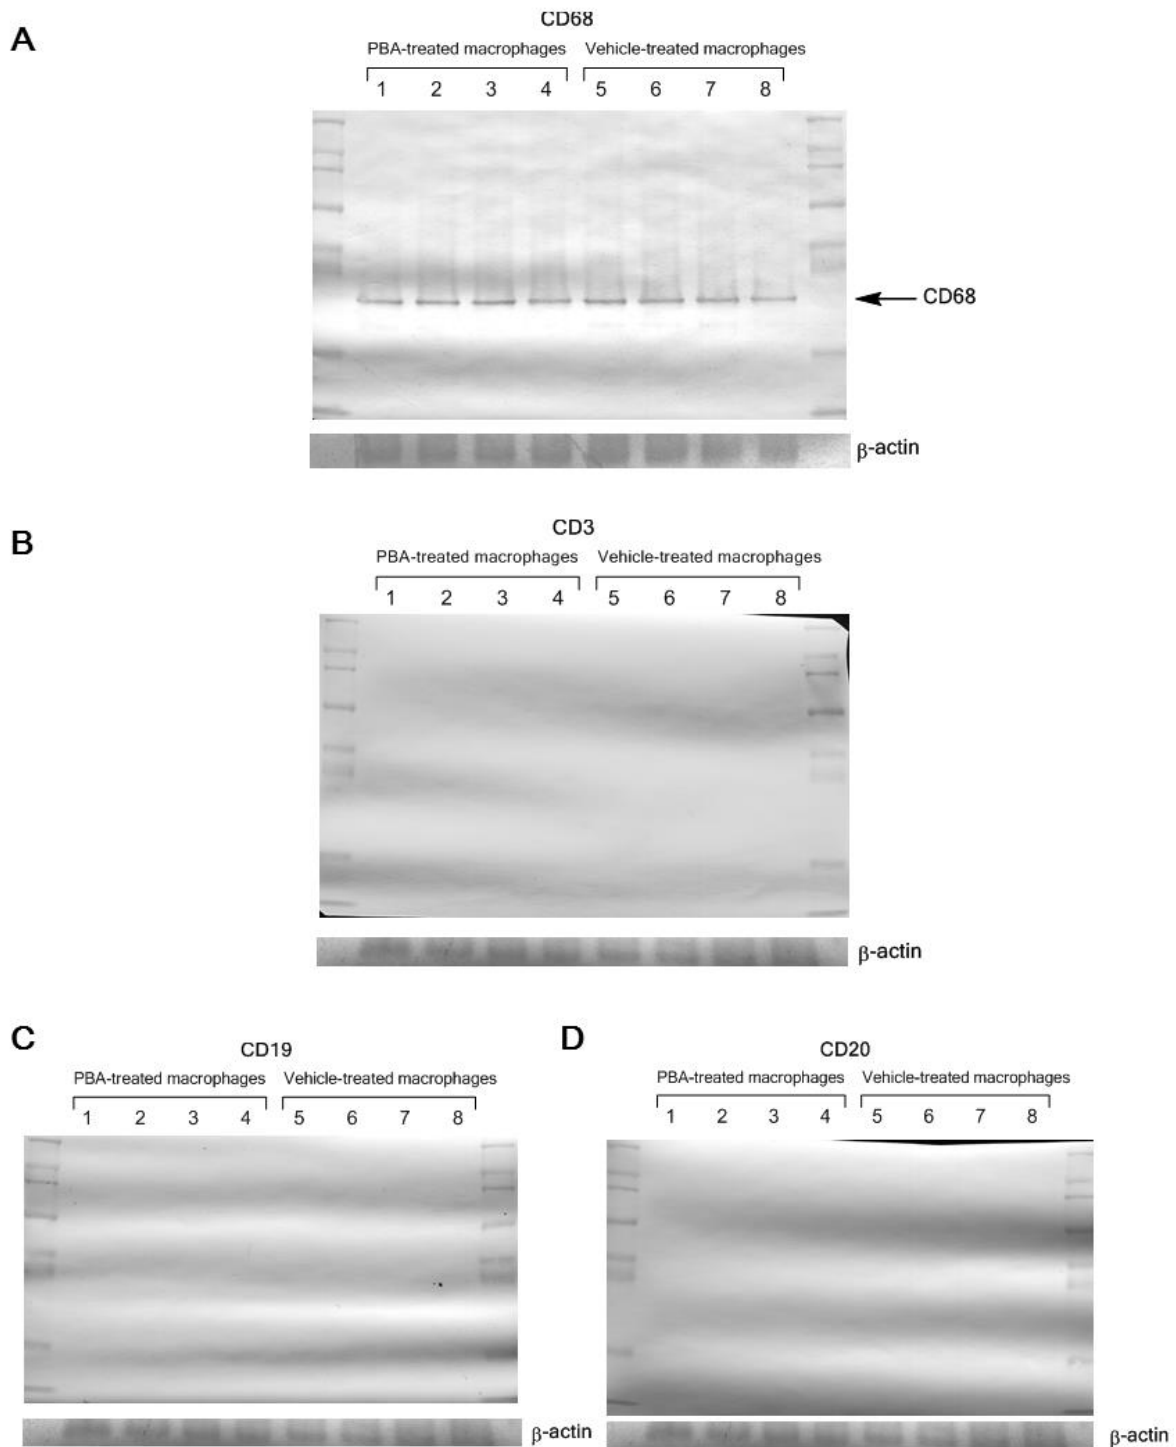 A
CD68
PBA-treated macrophages Vehicle-treated macrophages
1 2 3 4 5 6 7 8
CD68
β-actin
B
CD3
PBA-treated macrophages Vehicle-treated macrophages
1 2 3 4 5 6 7 8
β-actin
C
CD19
PBA-treated macrophages Vehicle-treated macrophages
1 2 3 4 5 6 7 8
β-actin
D
CD20
PBA-treated macrophages Vehicle-treated macrophages
1 2 3 4 5 6 7 8
β-actin